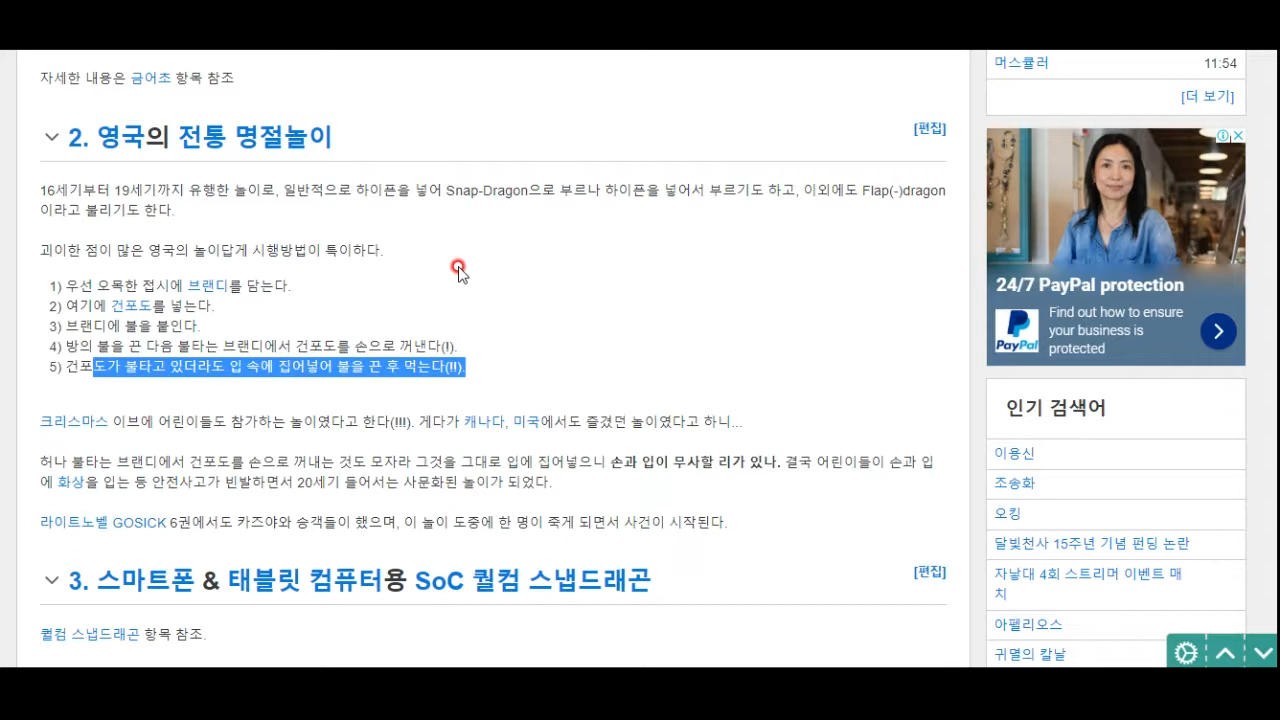 자세한 내용은 금어초 항목 참조
2. 영국의 전통 명절놀이
[편집]
16세기부터 19세기까지 유행한 놀이로, 일반적으로 하이픈을 넣어 Snap-Dragon으로 부르나 하이픈을 넣어서 부르기도 하고, 이외에도 Flap(-)dragon
이라고 불리기도 한다.
괴이한 점이 많은 영국의 놀이답게 시행방법이 특이하다.
1) 우선 오목한 접시에 브랜디를 담는다.
2) 여기에 건포도를 넣는다.
3) 브랜디에 불을 붙인다.
4) 방의 불을 끈 다음 불타는 브랜디에서 건포도를 손으로 꺼낸다(!).
5) 건포도가 불타고 있더라도 입 속에 집어넣어 불을 끈 후 먹는다(!!).
크리스마스 이브에 어린이들도 참가하는 놀이였다고 한다(!!!). 게다가 캐나다, 미국에서도 즐겼던 놀이였다고 하니...
허나 불타는 브랜디에서 건포도를 손으로 꺼내는 것도 모자라 그것을 그대로 입에 집어넣으니 손과 입이 무사할 리가 있나. 결국 어린이들이 손과 입
에 화상을 입는 등 안전사고가 빈발하면서 20세기 들어서는 사문화된 놀이가 되었다.
라이트노벨 GOSICK 6권에서도 카즈야와 승객들이 했으며, 이 놀이 도중에 한 명이 죽게 되면서 사건이 시작된다.
3. 스마트폰 & 태블릿 컴퓨터용 SoC 퀄컴 스냅드래곤
[편집]
퀄컴 스냅드래곤 항목 참조.
머스큘러 11:54
[더 보기]
24/7 PayPal protection
PayPal
Find out how to ensure
your business is
protected
인기 검색어
이용신
조송화
오킹
달빛천사 15주년 기념 펀딩 논란
자낳대 4회 스트리머 이벤트 매
치
아펠리오스
귀멸의 칼날